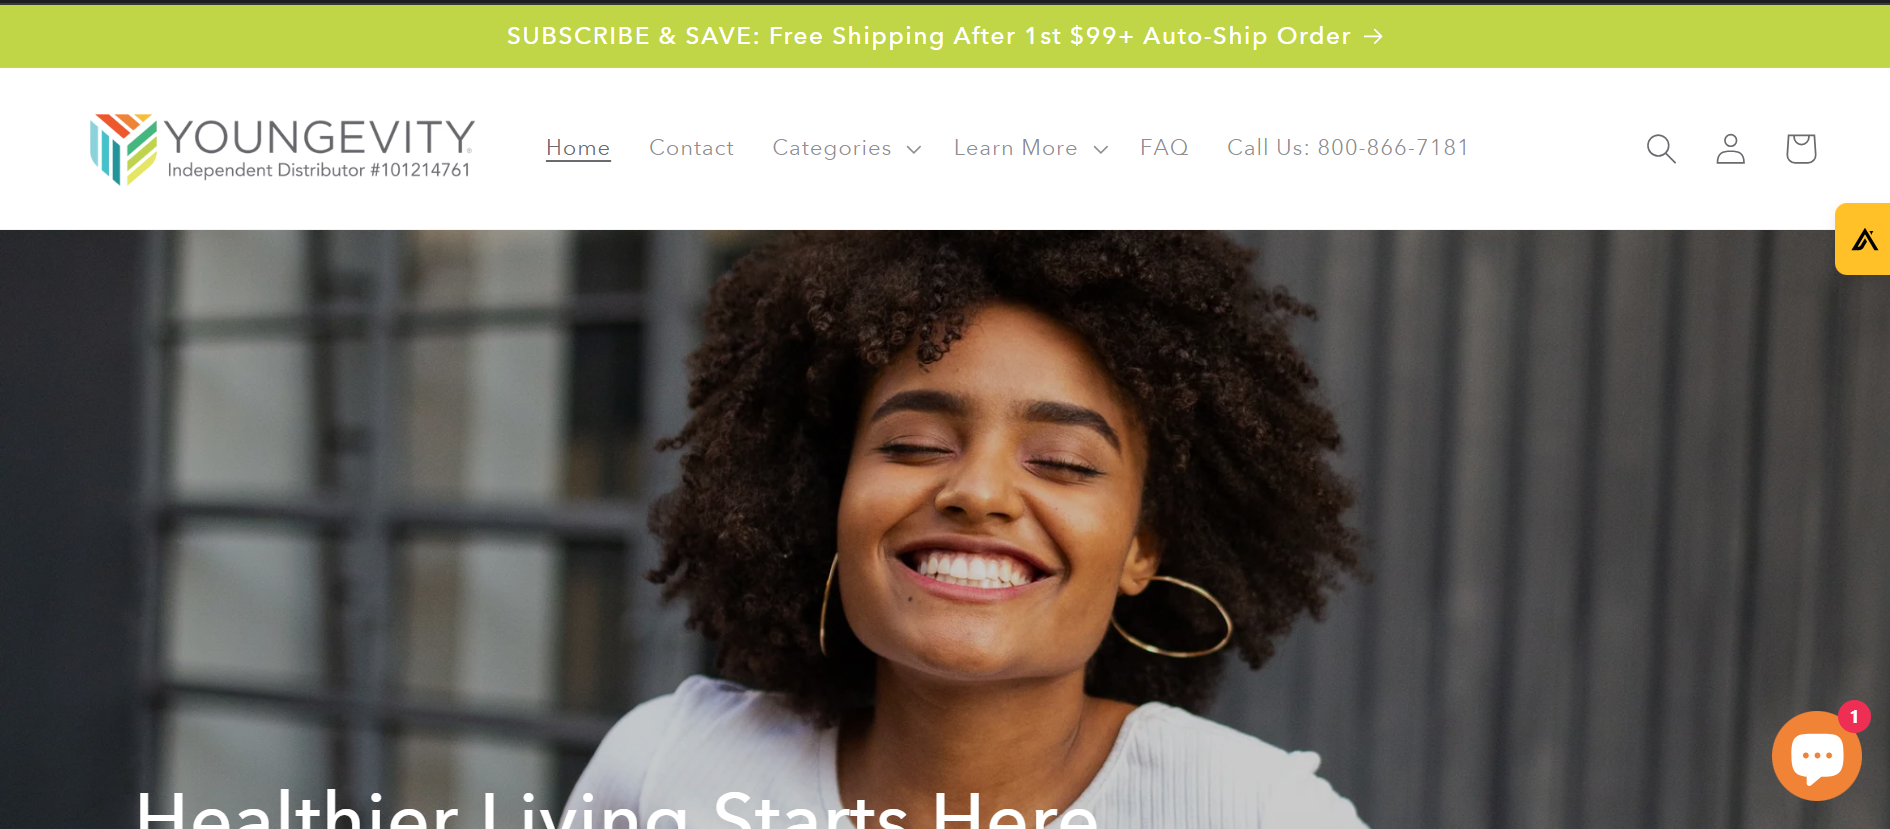 SUBSCRIBE & SAVE: Free Shipping After 1st $99+ Auto-Ship Order →
YOUNGEVITY®
Independent Distributor #101214761
Home
Contact
Categories
Learn More
FAQ
Call Us: 800-866-7181
1
Healthier Living Starts Here